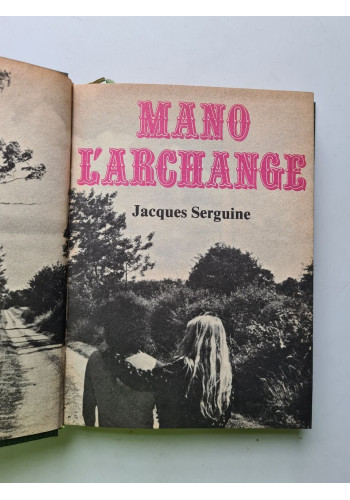 MANO
L'ARCHANGE
Jacques Serguine